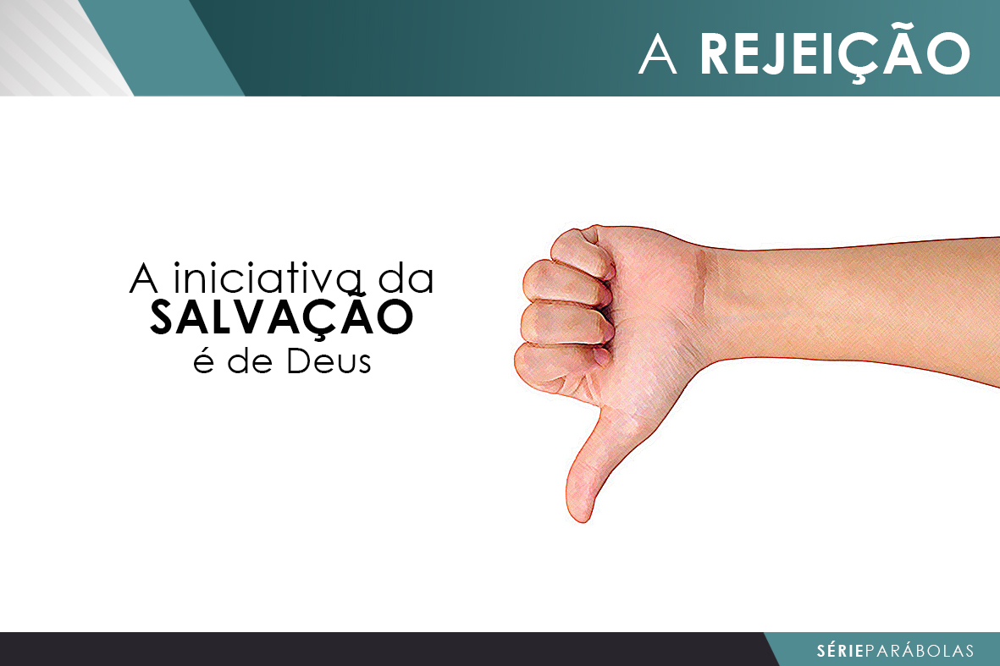 A REJEIÇÃO
A iniciativa da
SALVAÇÃO
é de Deus
SÉRIEPARÁBOLAS